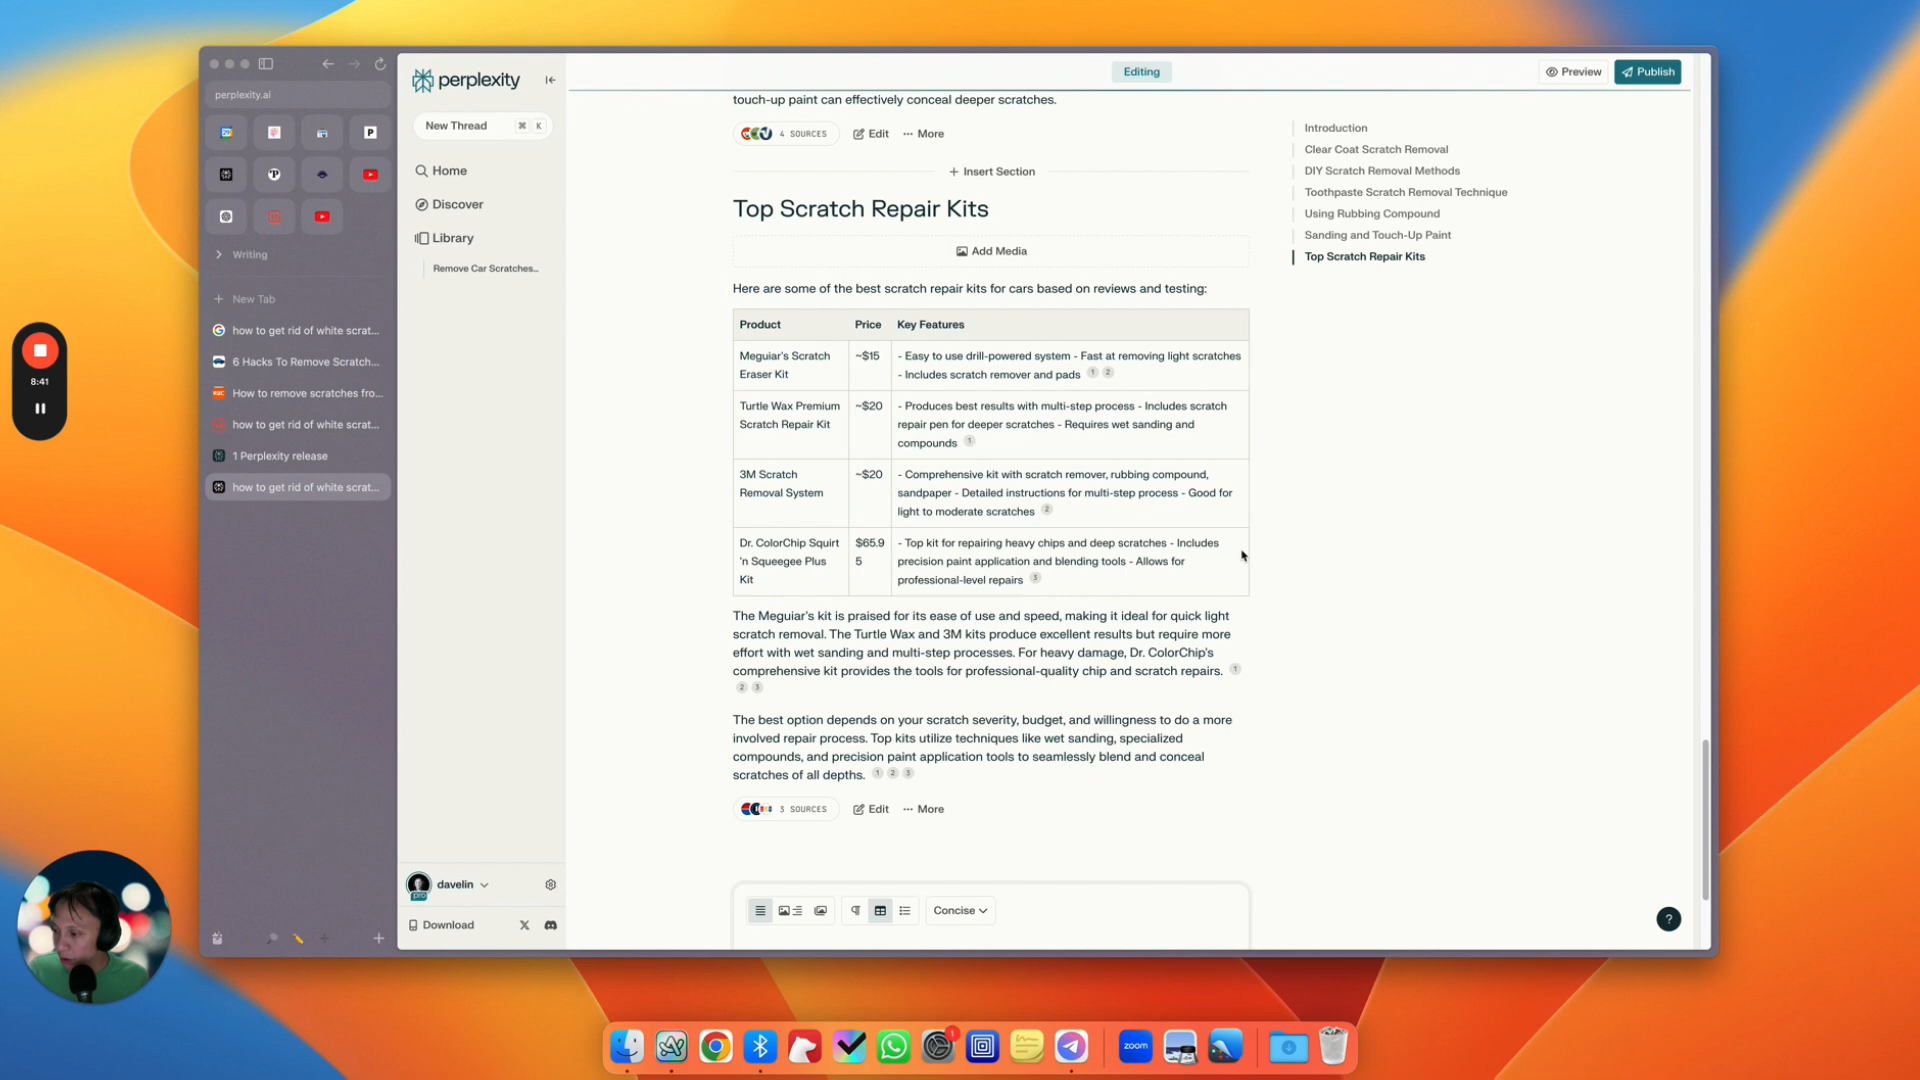 perplexity.ai
Writing
New Tab
how to get rid of white scrat...
6 Hacks To Remove Scratch...
How to remove scratches fro...
how to get rid of white scrat...
1 Perplexity release
how to get rid of white scrat...
8:41
perplexity
New Thread ⌘ K
Home
Discover
Library
Remove Car Scratches...
davelin
pro
Download
Editing
Preview
Publish
touch-up paint can effectively conceal deeper scratches.
4 SOURCES Edit More
Insert Section
Top Scratch Repair Kits
Add Media
Here are some of the best scratch repair kits for cars based on reviews and testing:
Product Price Key Features
Meguiar's Scratch
Eraser Kit
~$15
- Easy to use drill-powered system - Fast at removing light scratches
- Includes scratch remover and pads 1 2
Turtle Wax Premium
Scratch Repair Kit
~$20
- Produces best results with multi-step process - Includes scratch
repair pen for deeper scratches - Requires wet sanding and
compounds 1
3M Scratch
Removal System
~$20
- Comprehensive kit with scratch remover, rubbing compound,
sandpaper - Detailed instructions for multi-step process - Good for
light to moderate scratches 2
Dr. ColorChip Squirt
'n Squeegee Plus
Kit
$65.9
5
- Top kit for repairing heavy chips and deep scratches - Includes
precision paint application and blending tools - Allows for
professional-level repairs 3
The Meguiar's kit is praised for its ease of use and speed, making it ideal for quick light
scratch removal. The Turtle Wax and 3M kits produce excellent results but require more
effort with wet sanding and multi-step processes. For heavy damage, Dr. ColorChip's
comprehensive kit provides the tools for professional-quality chip and scratch repairs. 1
2 3
The best option depends on your scratch severity, budget, and willingness to do a more
involved repair process. Top kits utilize techniques like wet sanding, specialized
compounds, and precision paint application tools to seamlessly blend and conceal
scratches of all depths. 1 2 3
3 SOURCES Edit More
Concise
Introduction
Clear Coat Scratch Removal
DIY Scratch Removal Methods
Toothpaste Scratch Removal Technique
Using Rubbing Compound
Sanding and Touch-Up Paint
Top Scratch Repair Kits
?
1
zoom